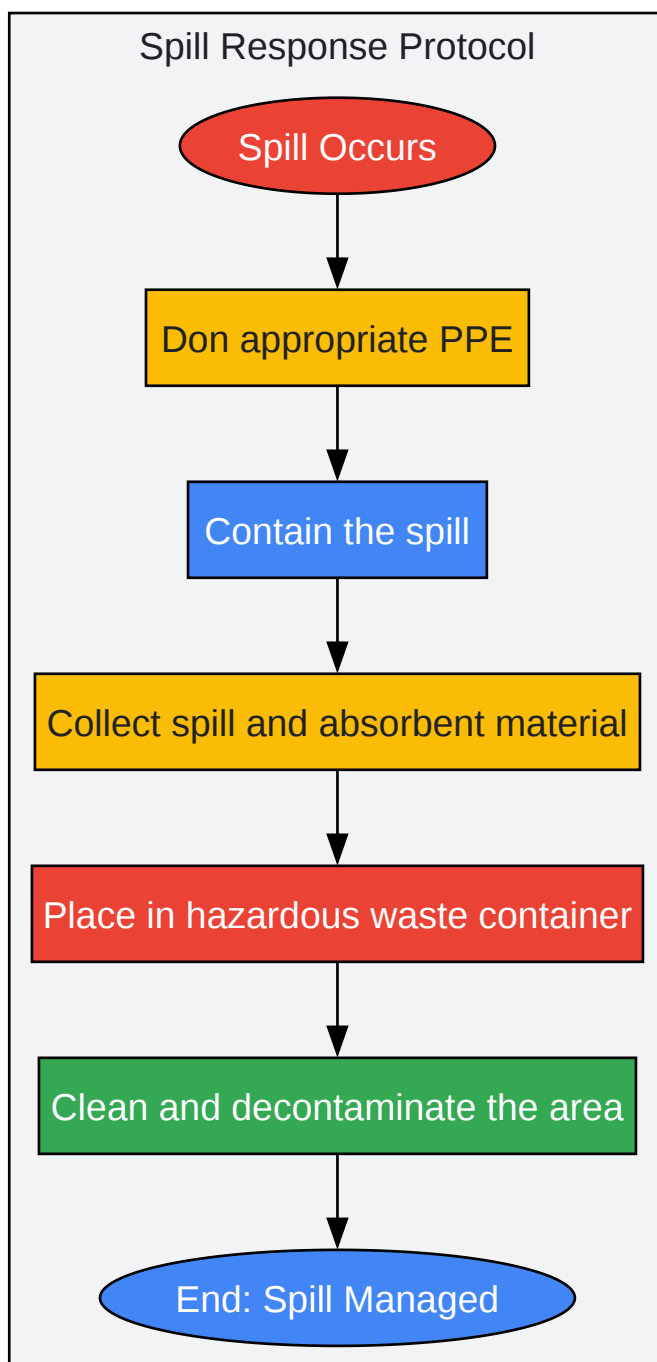 Spill Response Protocol
Spill Occurs
Don appropriate PPE
Contain the spill
Collect spill and absorbent material
Place in hazardous waste container
Clean and decontaminate the area
End: Spill Managed